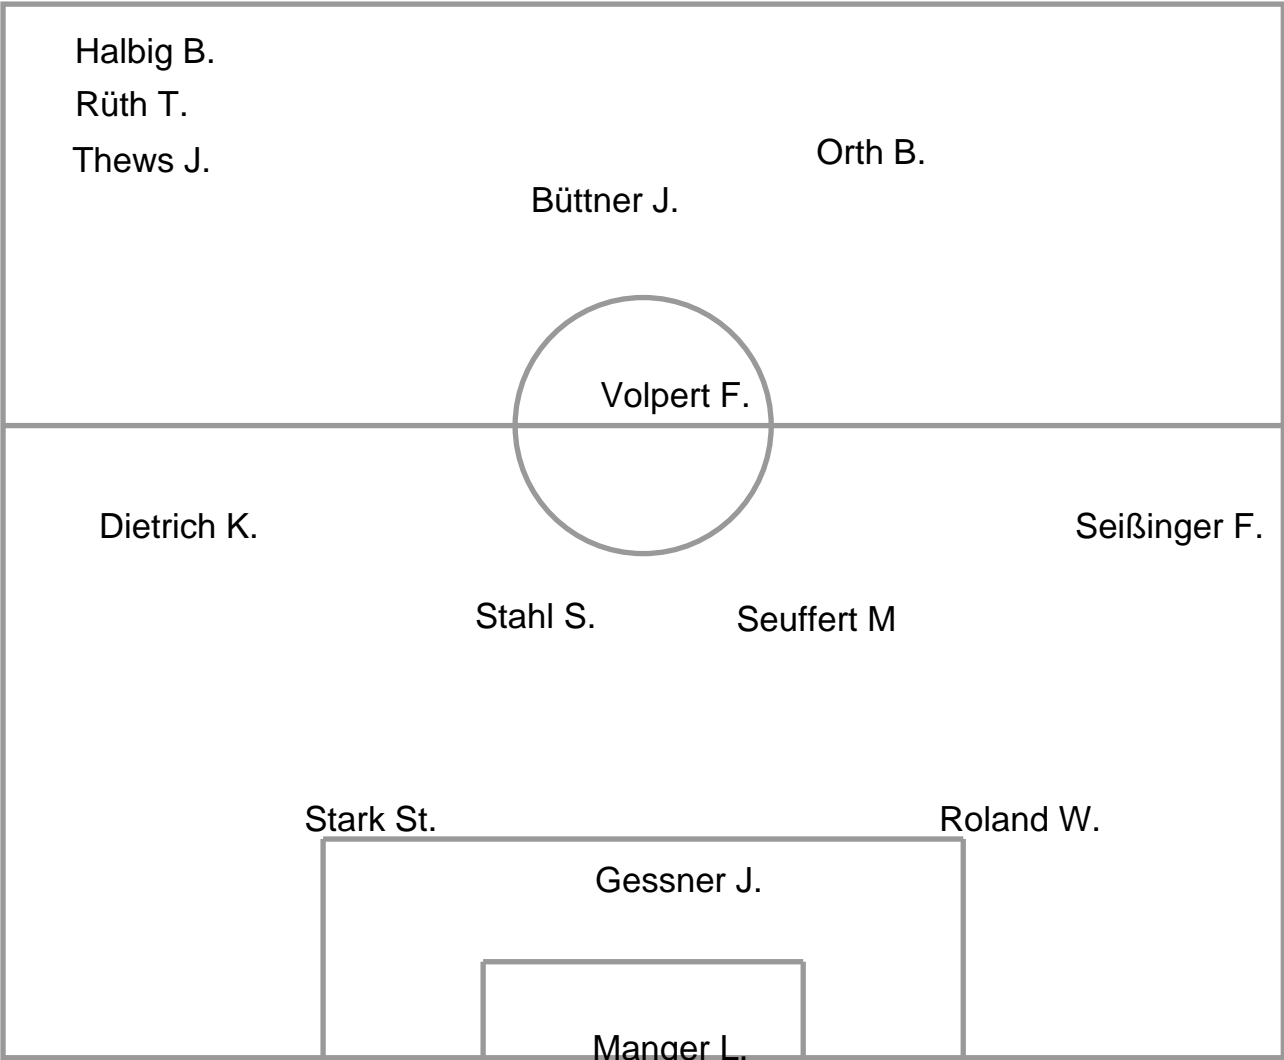 Halbig B.
Rüth T.
Thews J.
Orth B.
Büttner J.
Volpert F.
Dietrich K.
Seißinger F.
Stahl S.
Seuffert M
Stark St.
Roland W.
Gessner J.
Manger L.